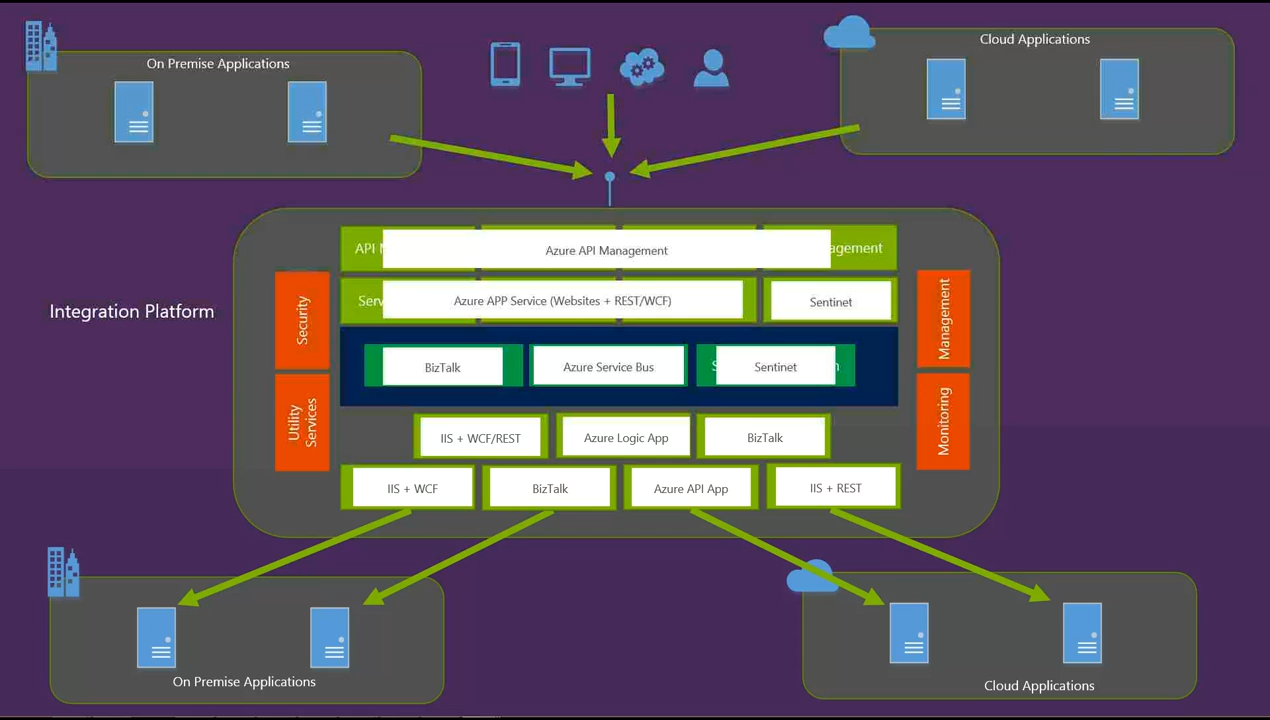 On Premise Applications
Cloud Applications
API
Azure API Management
agement
Integration Platform
Security
Serv
Azure APP Service (Websites + REST/WCF)
Sentinet
Management
BizTalk
Azure Service Bus
S
Sentinet
n
Utility
Services
IIS + WCF/REST
Azure Logic App
BizTalk
Monitoring
IIS + WCF
BizTalk
Azure API App
IIS + REST
On Premise Applications
Cloud Applications